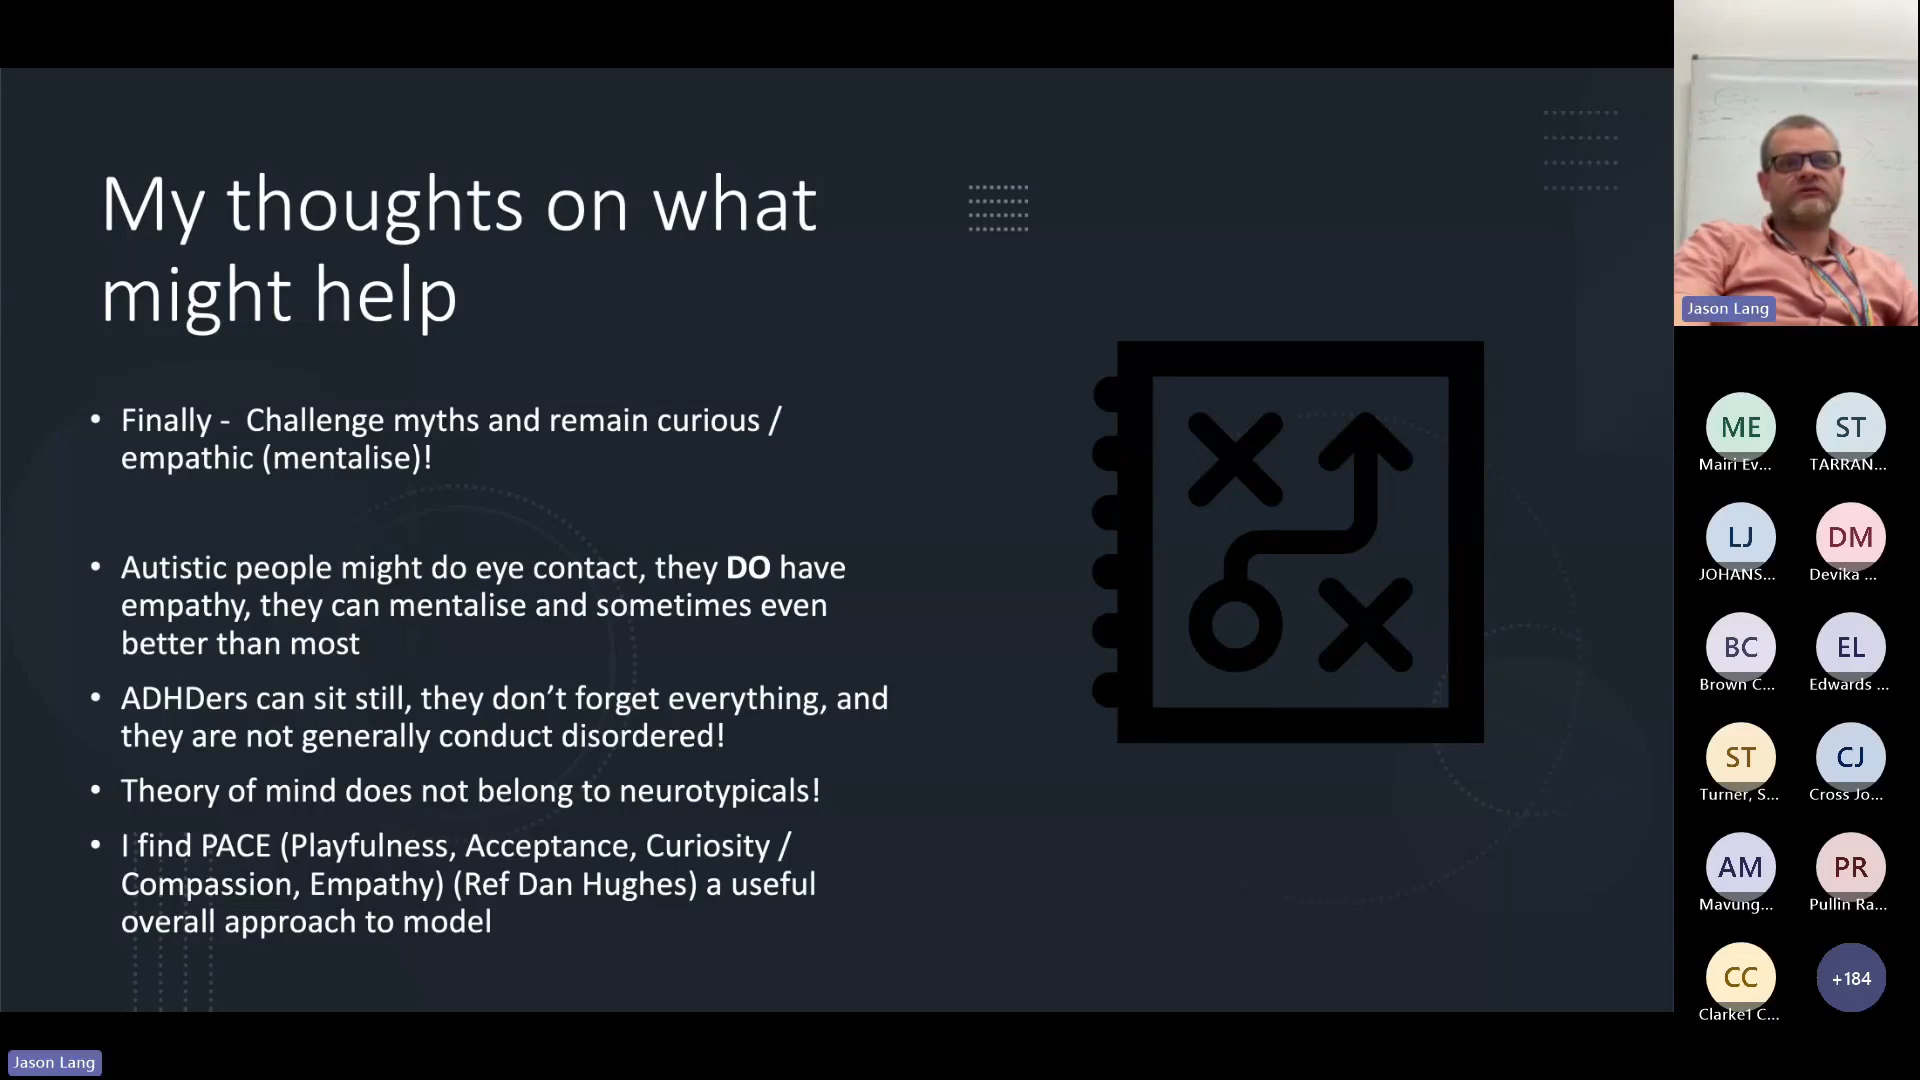 My thoughts on what
might help
• Finally -  Challenge myths and remain curious /
empathic (mentalise)!
• Autistic people might do eye contact, they DO have
empathy, they can mentalise and sometimes even
better than most
• ADHDers can sit still, they don’t forget everything, and
they are not generally conduct disordered!
• Theory of mind does not belong to neurotypicals!
• I find PACE (Playfulness, Acceptance, Curiosity /
Compassion, Empathy) (Ref Dan Hughes) a useful
overall approach to model
Jason Lang
Jason Lang
ME
Mairi Ev...
ST
TARRAN...
LJ
JOHANS...
DM
Devika ...
BC
Brown C...
EL
Edwards ...
ST
Turner, S...
CJ
Cross Jo...
AM
Mavung...
PR
Pullin Ra...
CC
Clarke1 C...
+184